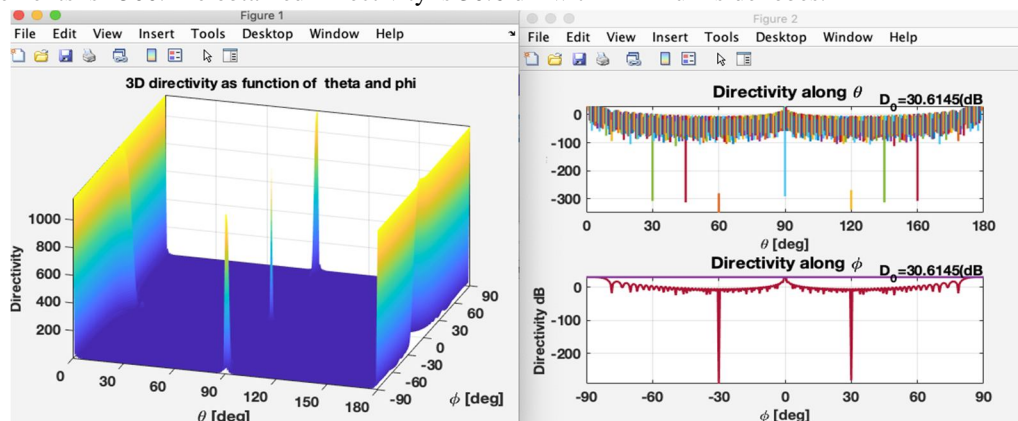 Figure 1
File Edit View Insert Tools Desktop Window Help
3D directivity as function of theta and phi
Directivity
1000
800
600
400
200
0
30
60
90
120
150
180
θ [deg]
90
60
30
0
-30
-60
-90
ϕ [deg]
Figure 2
File Edit View Insert Tools Desktop Window Help
Directivity along θ
D0=30.6145(dB
0
-100
-200
-300
0 30 60 90 120 150 180
θ [deg]
Directivity along ϕ
D0=30.6145(dB
Directivity dB
0
-100
-200
-90 -60 -30 0 30 60 90
ϕ [deg]